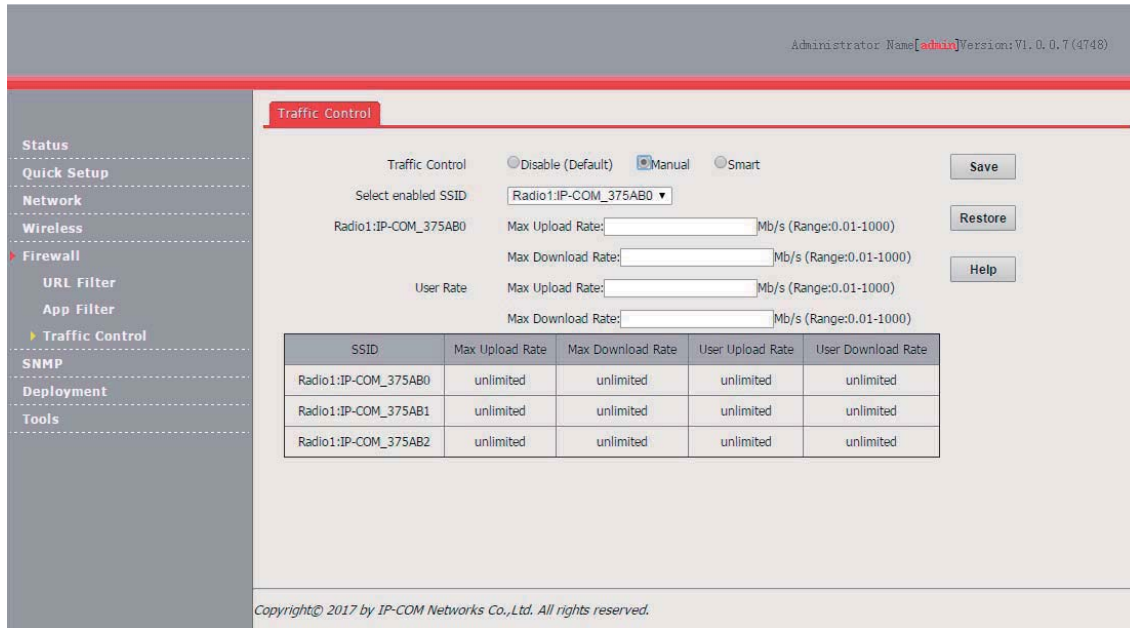 Administrator Name[admin]Version:V1.0.0.7(4748)
Status
Quick Setup
Network
Wireless
Firewall
URL Filter
App Filter
Traffic Control
SNMP
Deployment
Tools
Traffic Control
Traffic Control Disable (Default) Manual Smart
Select enabled SSID Radio1:IP-COM_375AB0
Radio1:IP-COM_375AB0 Max Upload Rate: Mb/s (Range:0.01-1000)
Max Download Rate: Mb/s (Range:0.01-1000)
User Rate Max Upload Rate: Mb/s (Range:0.01-1000)
Max Download Rate: Mb/s (Range:0.01-1000)
SSID Max Upload Rate Max Download Rate User Upload Rate User Download Rate
Radio1:IP-COM_375AB0 unlimited unlimited unlimited unlimited
Radio1:IP-COM_375AB1 unlimited unlimited unlimited unlimited
Radio1:IP-COM_375AB2 unlimited unlimited unlimited unlimited
Save
Restore
Help
Copyright© 2017 by IP-COM Networks Co.,Ltd. All rights reserved.